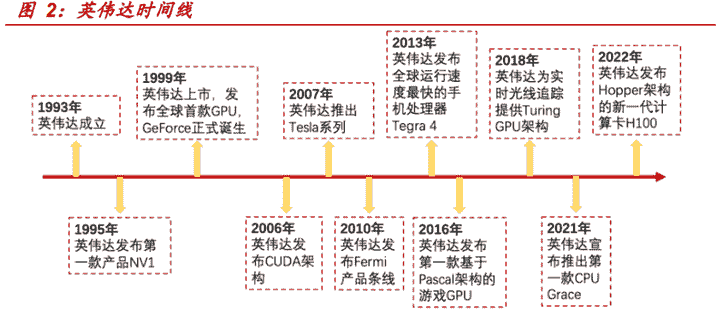 图 2：英伟达时间线
1993年
英伟达成立
1999年
英伟达上市，发
布全球首款GPU，
GeForce正式诞生
2007年
英伟达推出
Tesla系列
2013年
英伟达发布
全球运行速
度最快的手
机处理器
Tegra 4
2018年
英伟达为实
时光线追踪
提供Turing
GPU架构
2022年
英伟达发布
Hopper架构
的新一代计
算卡H100
1995年
英伟达发布第
一款产品NV1
2006年
英伟达发
布CUDA架
构
2010年
英伟达发
布Fermi
产品条线
2016年
英伟达发布
第一款基于
Pascal架构的
游戏GPU
2021年
英伟达宣
布推出第
一款CPU
Grace